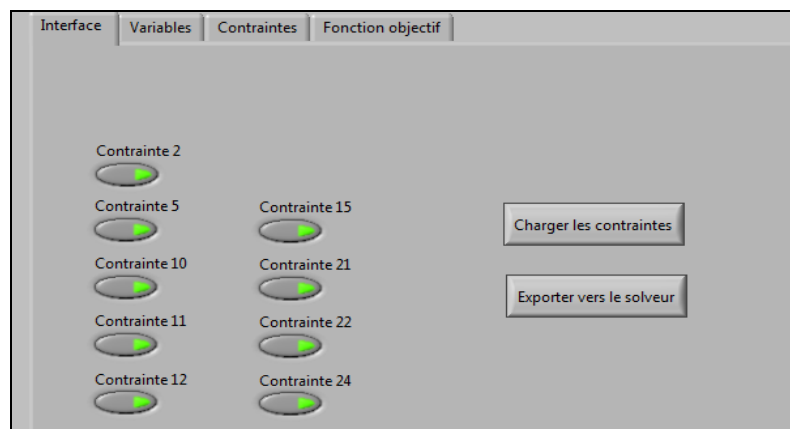 Interface Variables Contraintes Fonction objectif
Contrainte 2
Contrainte 5 Contrainte 15
Charger les contraintes
Contrainte 10 Contrainte 21
Exporter vers le solveur
Contrainte 11 Contrainte 22
Contrainte 12 Contrainte 24